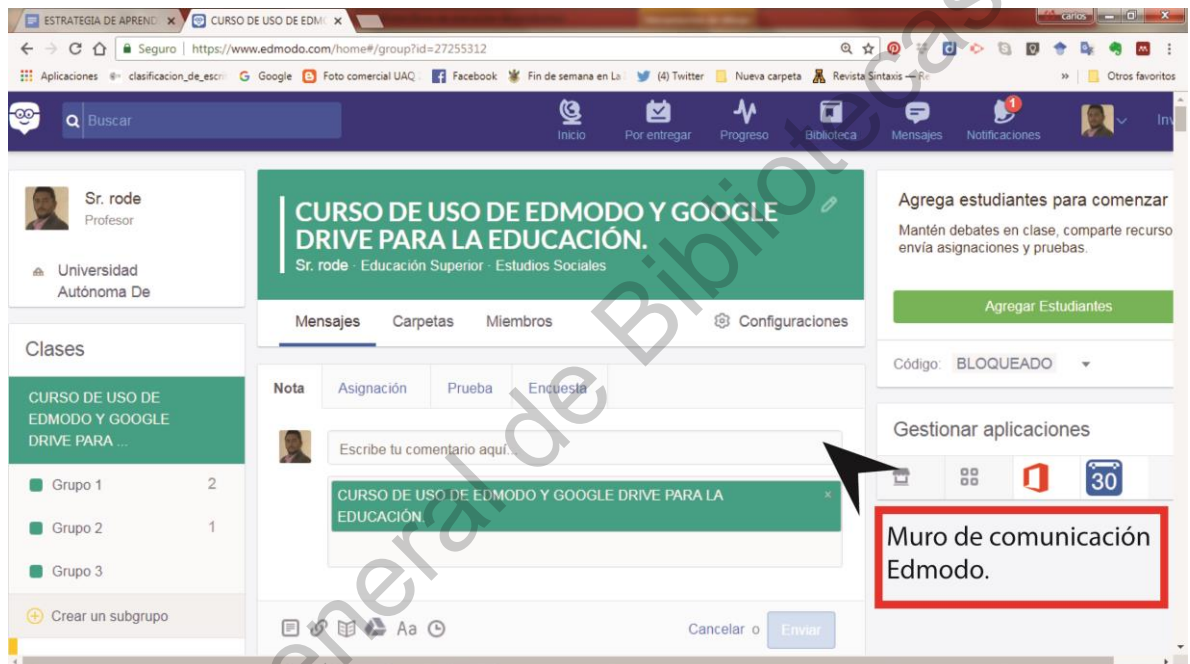 ESTRATEGIA DE APREND
CURSO DE USO DE EDM
carlos
Seguro | https://www.edmodo.com/home#/group?id=27255312
Aplicaciones clasificacion_de_escri Google Foto comercial UAQ Facebook Fin de semana en La (4) Twitter Nueva carpeta Revista Sintaxis — Re » Otros favoritos
Buscar
Inicio Por entregar Progreso Biblioteca Mensajes Notificaciones
1
Sr. rode
Profesor
Universidad
Autónoma De
Clases
CURSO DE USO DE
EDMODO Y GOOGLE
DRIVE PARA ...
Grupo 1 2
Grupo 2 1
Grupo 3
Crear un subgrupo
CURSO DE USO DE EDMODO Y GOOGLE
DRIVE PARA LA EDUCACIÓN.
Sr. rode · Educación Superior · Estudios Sociales
Mensajes Carpetas Miembros Configuraciones
Nota Asignación Prueba Encuesta
Escribe tu comentario aquí...
CURSO DE USO DE EDMODO Y GOOGLE DRIVE PARA LA
EDUCACIÓN.
Aa
Cancelar o Enviar
Agrega estudiantes para comenzar
Mantén debates en clase, comparte recurso
envía asignaciones y pruebas.
Agregar Estudiantes
Código: BLOQUEADO
Gestionar aplicaciones
30
Muro de comunicación
Edmodo.
eneral de Bibliotecas